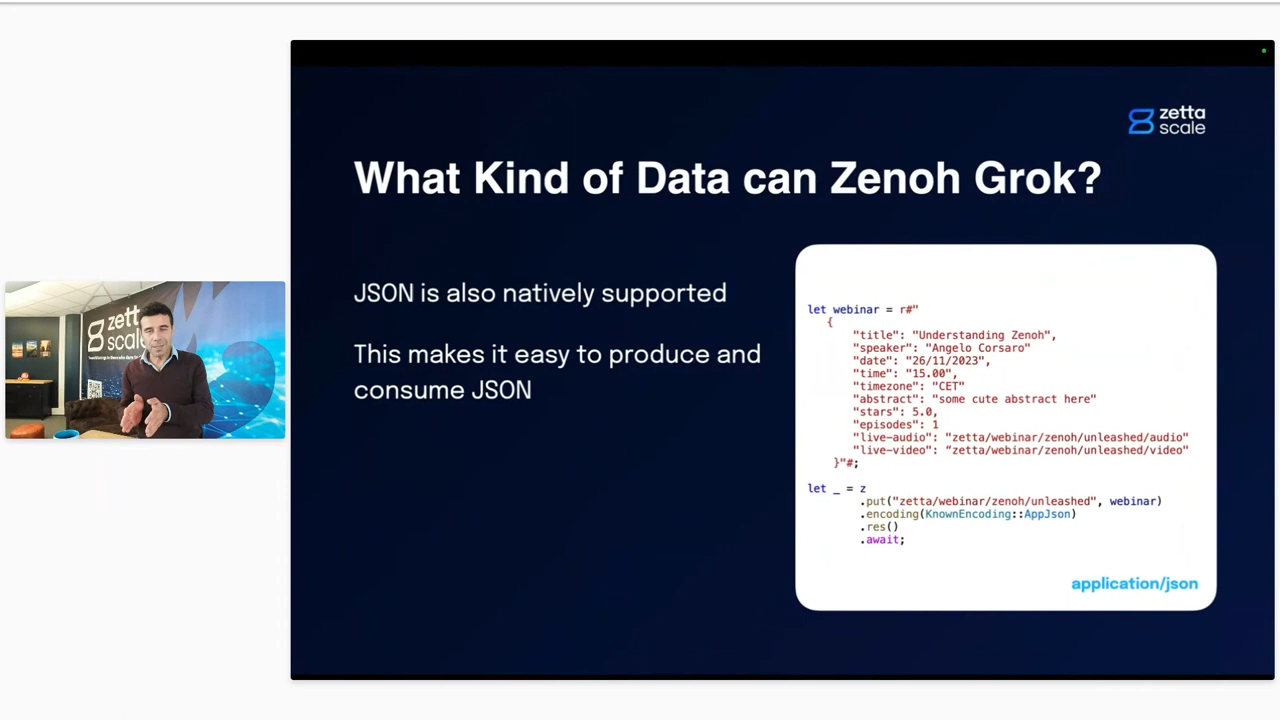 zetta
scale
What Kind of Data can Zenoh Grok?
JSON is also natively supported
This makes it easy to produce and
consume JSON
let webinar = r#"
{
"title": "Understanding Zenoh",
"speaker": "Angelo Corsaro"
"date": "26/11/2023",
"time": "15.00",
"timezone": "CET"
"abstract": "some cute abstract here"
"stars": 5.0,
"episodes": 1
"live-audio": "zetta/webinar/zenoh/unleashed/audio"
"live-video": “zetta/webinar/zenoh/unleashed/video"
}"#;
let _ = z
.put("zetta/webinar/zenoh/unleashed", webinar)
.encoding(KnownEncoding::AppJson)
.res()
.await;
application/json
zett
scale